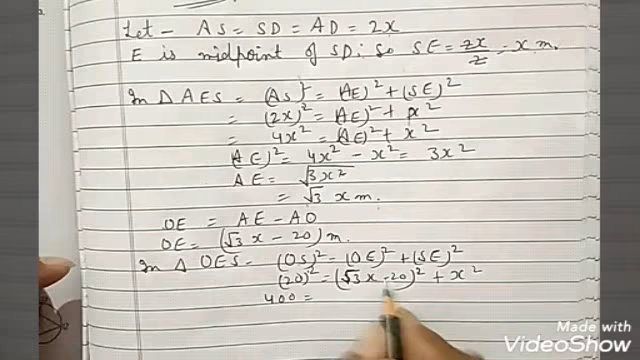 Let - AS = SD = AD = 2x
E is midpoint of SD; so SE = 2x/2 = x m.
In Δ AES = (AS)² = (AE)² + (SE)²
= (2x)² = (AE)² + x²
= 4x² = (AE)² + x²
(AE)² = 4x² - x² = 3x²
AE = √3x²
= √3 x m.
OE = AE - AO
OE = (√3 x - 20) m.
In Δ OES = (OS)² = (OE)² + (SE)²
(20)² = (√3x - 20)² + x²
400 =
Made with
VideoShow